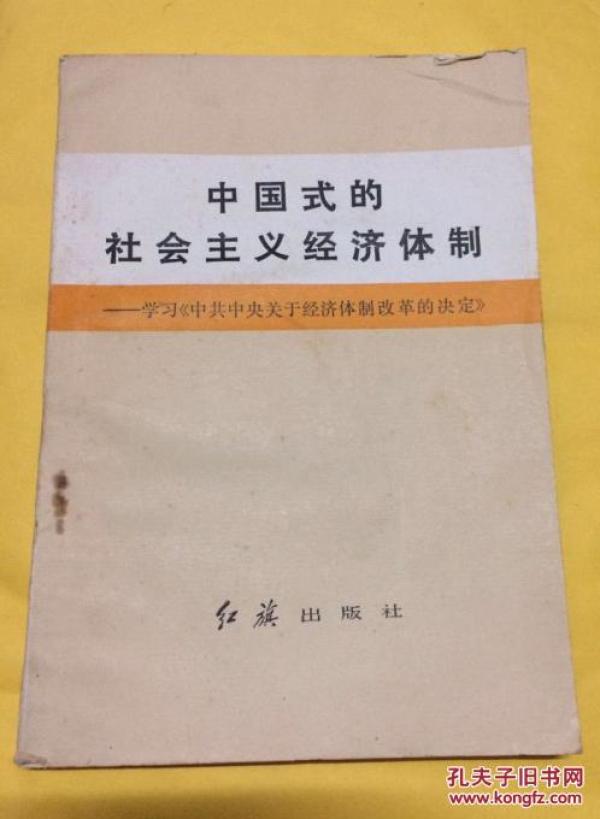 中国式的
社会主义经济体制
——学习《中共中央关于经济体制改革的决定》
红旗出版社
孔夫子旧书网
www.kongfz.com